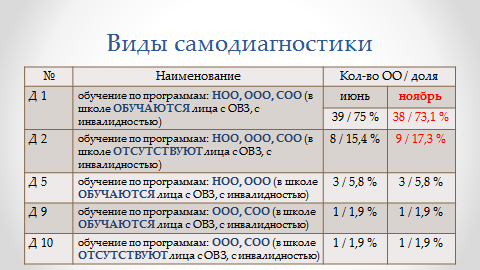 Виды самодиагностики
№ Наименование Кол-во ОО / доля
Д 1 обучение по программам: НОО, ООО, СОО (в июнь ноябрь
школе ОБУЧАЮТСЯ лица с ОВЗ, с 39 / 75 % 38 / 73,1 %
инвалидностью)
Д 2 обучение по программам: НОО, ООО, СОО (в 8 / 15,4 % 9 / 17,3 %
школе ОТСУТСТВУЮТ лица с ОВЗ, с
инвалидностью)
Д 5 обучение по программам: НОО, ООО (в школе 3 / 5,8 % 3 / 5,8 %
ОБУЧАЮТСЯ лица с ОВЗ, с инвалидностью)
Д 9 обучение по программам: ООО, СОО (в школе 1 / 1,9 % 1 / 1,9 %
ОБУЧАЮТСЯ лица с ОВЗ, с инвалидностью)
Д 10 обучение по программам: ООО, СОО (в школе 1 / 1,9 % 1 / 1,9 %
ОТСУТСТВУЮТ лица с ОВЗ, с инвалидностью)